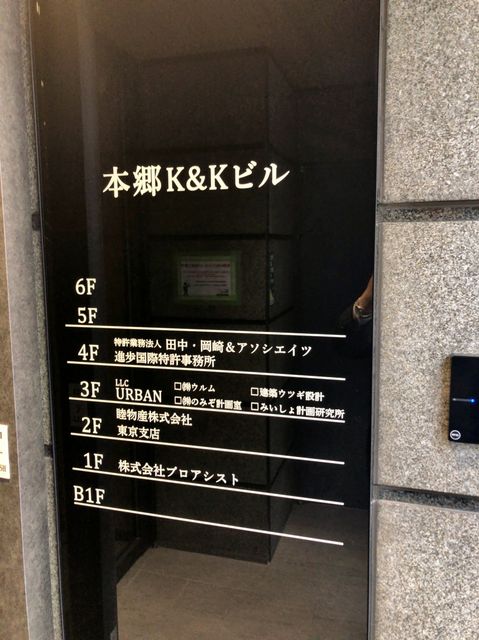 本郷K&Kビル
6F
5F
4F 特許業務法人 田中・岡崎&アソシエイツ
進歩国際特許事務所
3F LLC URBAN □㈱ウルム □建築ウツギ設計
□㈱のみぞ計画室 □みいしょ計画研究所
2F 睦物産株式会社
東京支店
1F 株式会社プロアシスト
B1F